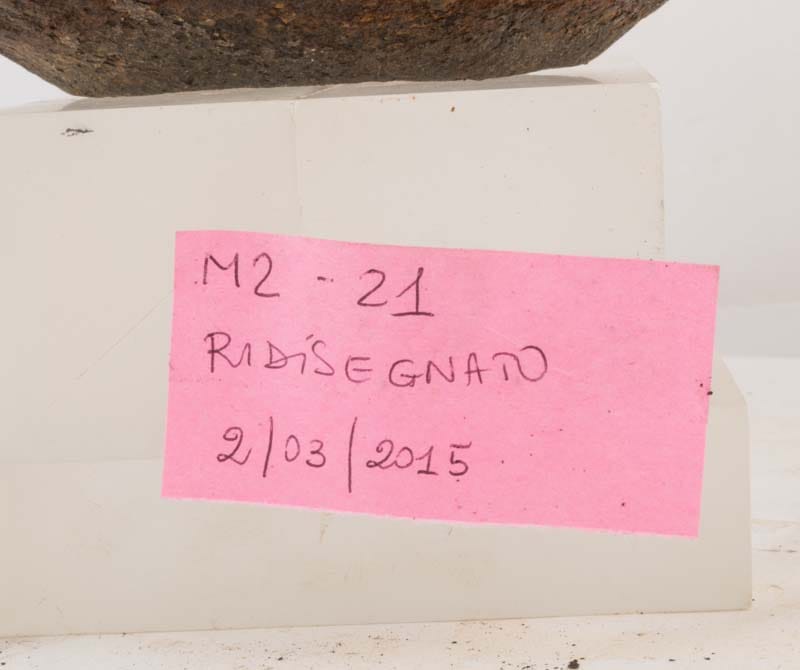 M2 - 21
RIDISEGNATO
2/03/2015